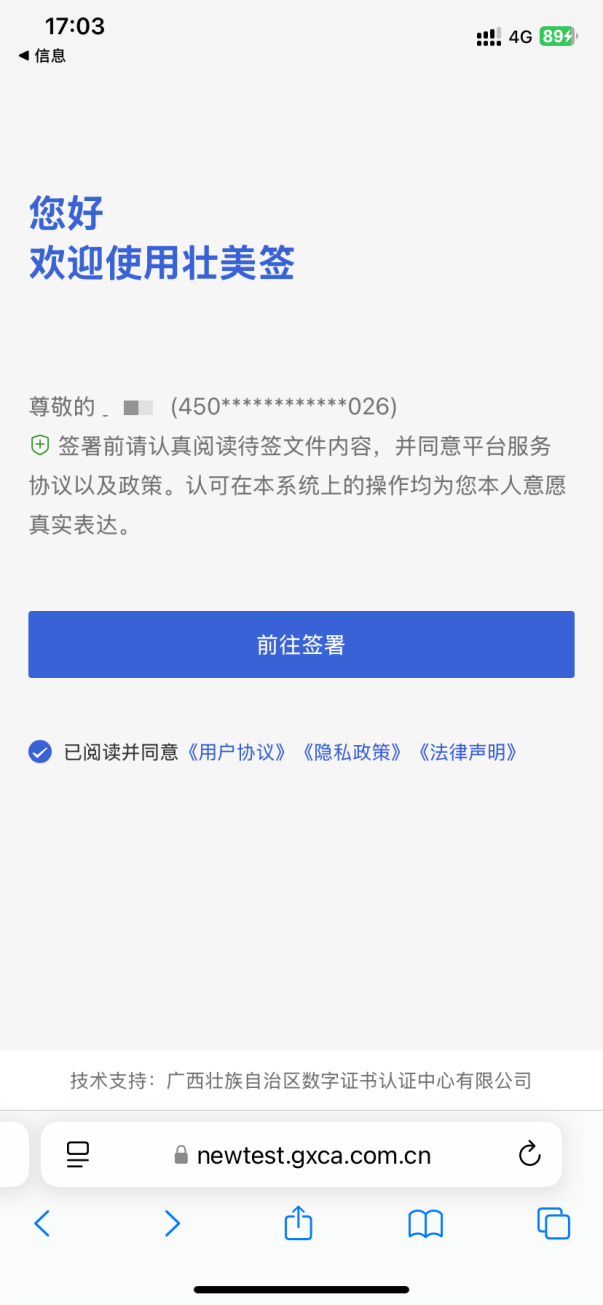 17:03
4G 89
信息
您好
欢迎使用壮美签
尊敬的 (450************026)
签署前请认真阅读待签文件内容，并同意平台服务
协议以及政策。认可在本系统上的操作均为您本人意愿
真实表达。
前往签署
已阅读并同意《用户协议》《隐私政策》《法律声明》
技术支持：广西壮族自治区数字证书认证中心有限公司
newtest.gxca.com.cn